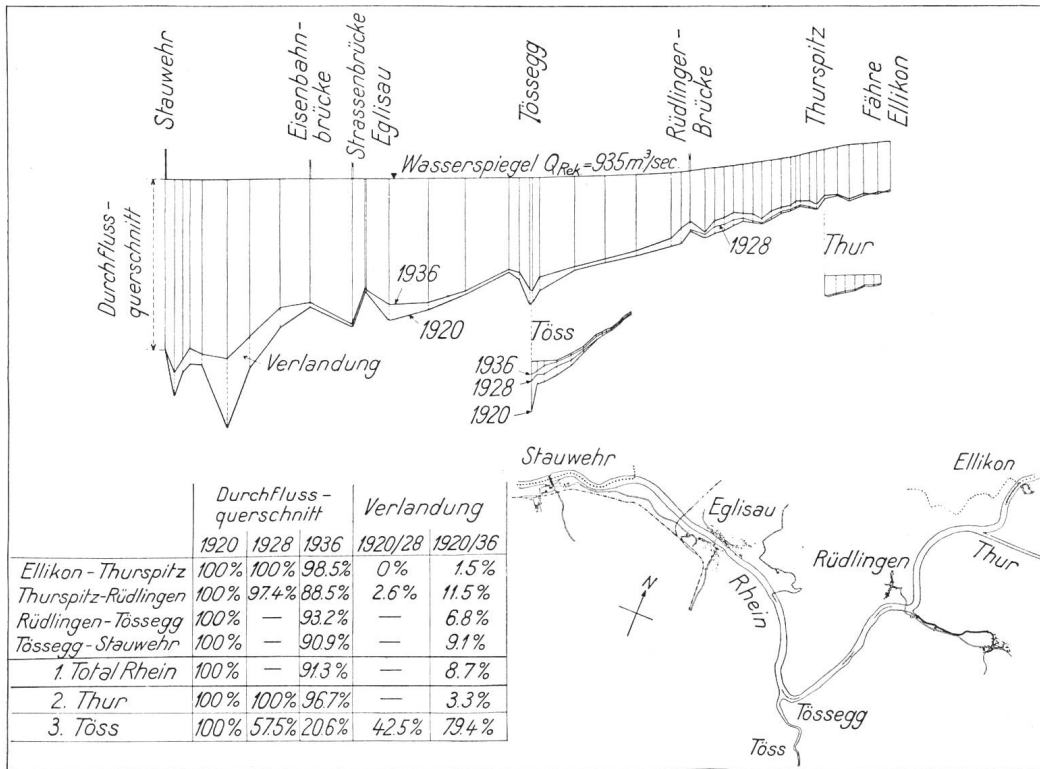 Stauwehr
Eisenbahn-
brücke
Strassenbrücke
Eglisau
Tössegg
Rüdlinger-
Brücke
Thurspitz
Fähre
Ellikon
Wasserspiegel QRek=935m³/sec.
Durchfluss-
querschnitt
1936
1920
Verlandung
1928
Thur
Töss
1936
1928
1920
Durchfluss-
querschnitt
Verlandung
1920 1928 1936 1920/28 1920/36
Ellikon-Thurspitz 100% 100% 98.5% 0% 1.5%
Thurspitz-Rüdlingen 100% 97.4% 88.5% 2.6% 11.5%
Rüdlingen-Tössegg 100% — 93.2% — 6.8%
Tössegg-Stauwehr 100% — 90.9% — 9.1%
1. Total Rhein 100% — 91.3% — 8.7%
2. Thur 100% 100% 96.7% — 3.3%
3. Töss 100% 57.5% 20.6% 42.5% 79.4%
Stauwehr
Eglisau
Ellikon
Thur
Rüdlingen
N
Rhein
Tössegg
Töss